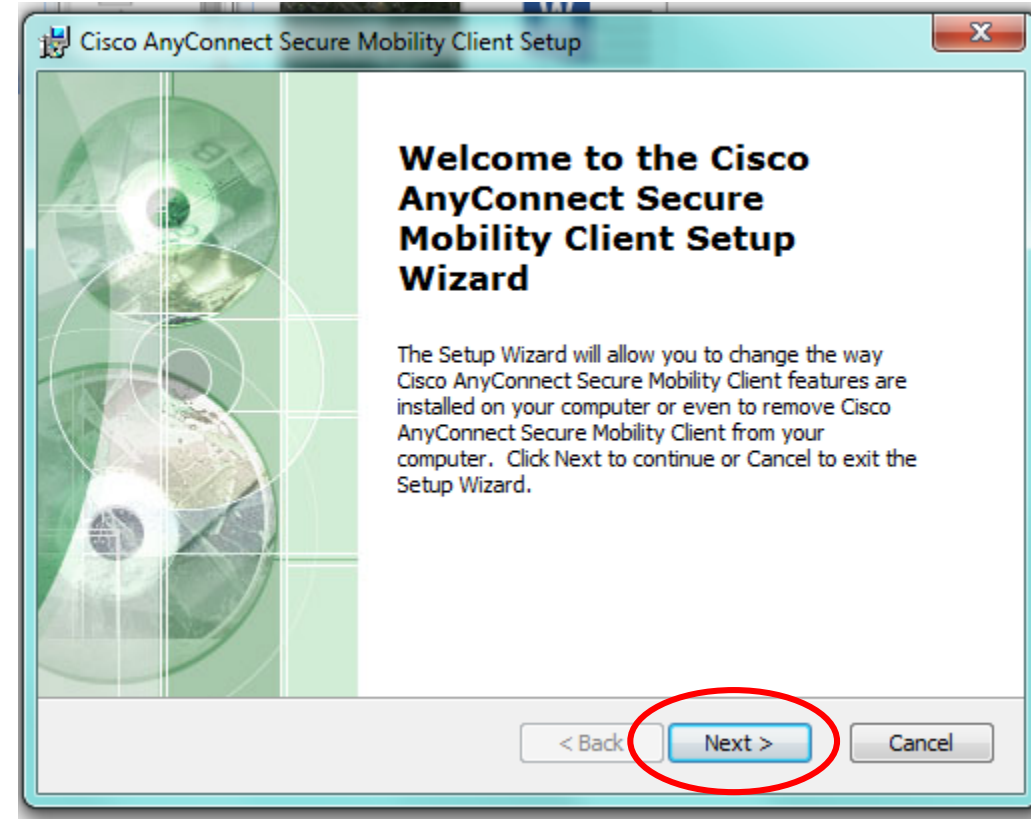 Cisco AnyConnect Secure Mobility Client Setup
Welcome to the Cisco
AnyConnect Secure
Mobility Client Setup
Wizard
The Setup Wizard will allow you to change the way
Cisco AnyConnect Secure Mobility Client features are
installed on your computer or even to remove Cisco
AnyConnect Secure Mobility Client from your
computer.  Click Next to continue or Cancel to exit the
Setup Wizard.
< Back Next > Cancel